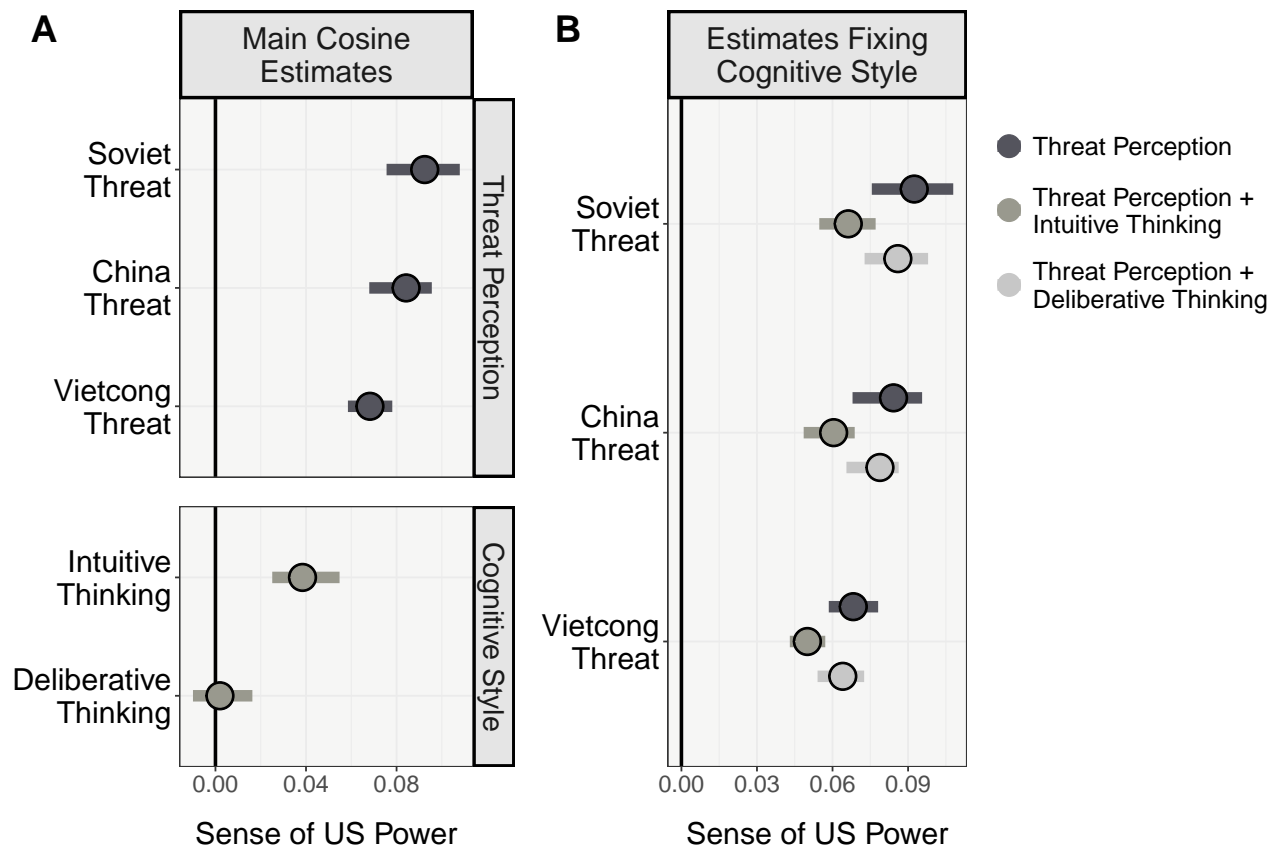 A
Main Cosine
Estimates
Soviet
Threat
China
Threat
Vietcong
Threat
Threat Perception
Intuitive
Thinking
Deliberative
Thinking
Cognitive Style
0.00 0.04 0.08
Sense of US Power
B
Estimates Fixing
Cognitive Style
Soviet
Threat
China
Threat
Vietcong
Threat
0.00 0.03 0.06 0.09
Sense of US Power
Threat Perception
Threat Perception +
Intuitive Thinking
Threat Perception +
Deliberative Thinking